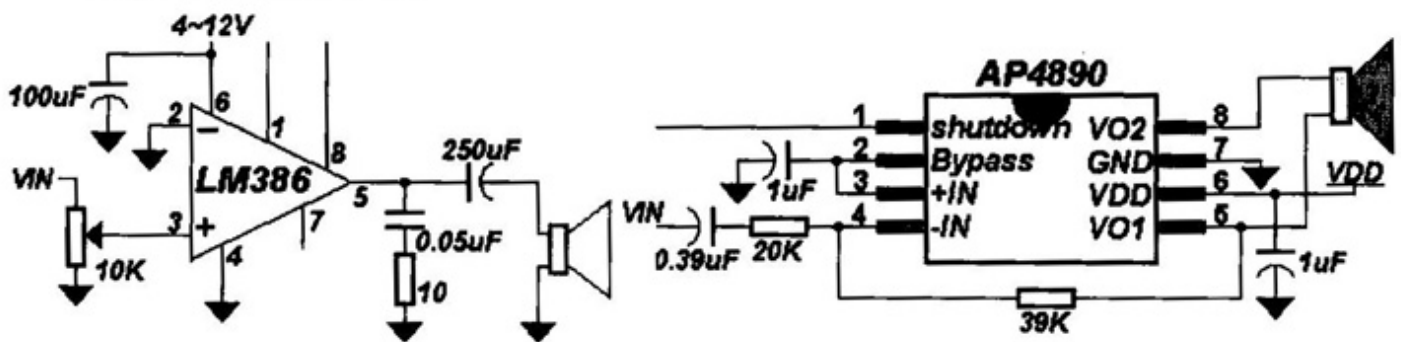 4~12V
100uF
2
6
1
8
LM386
250uF
5
VIN
3
7
4
10K
0.05uF
10
AP4890
1
shutdown
VO2
8
2
Bypass
GND
7
1uF
3
+IN
VDD
6
VDD
VIN
4
-IN
VO1
5
0.39uF
20K
1uF
39K